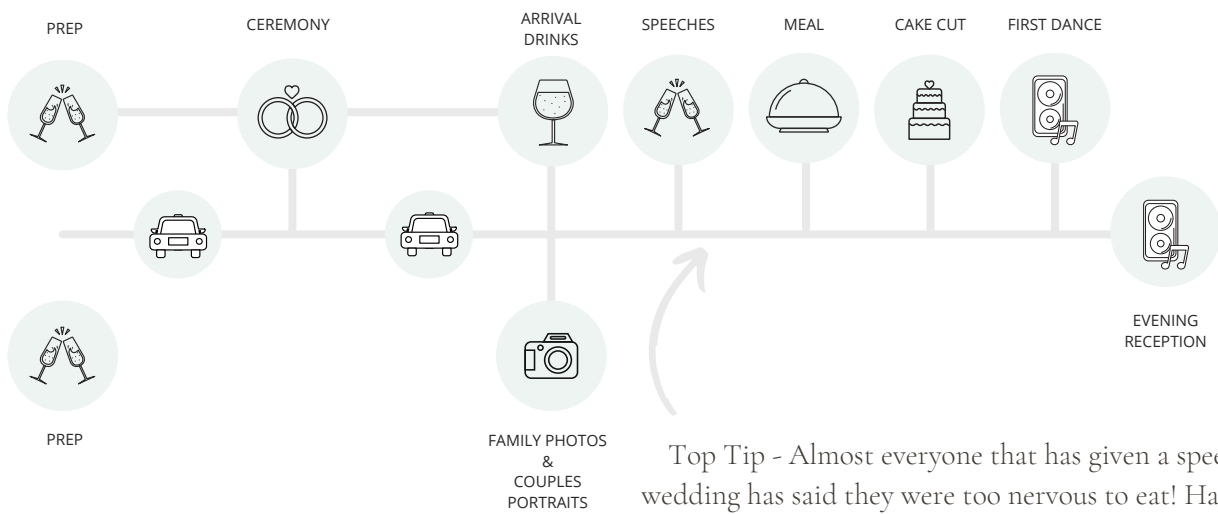 PREP
CEREMONY
ARRIVAL
DRINKS
SPEECHES
MEAL
CAKE CUT
FIRST DANCE
EVENING
RECEPTION
PREP
FAMILY PHOTOS
&
COUPLES
PORTRAITS
Top Tip - Almost everyone that has given a spee
wedding has said they were too nervous to eat! Ha